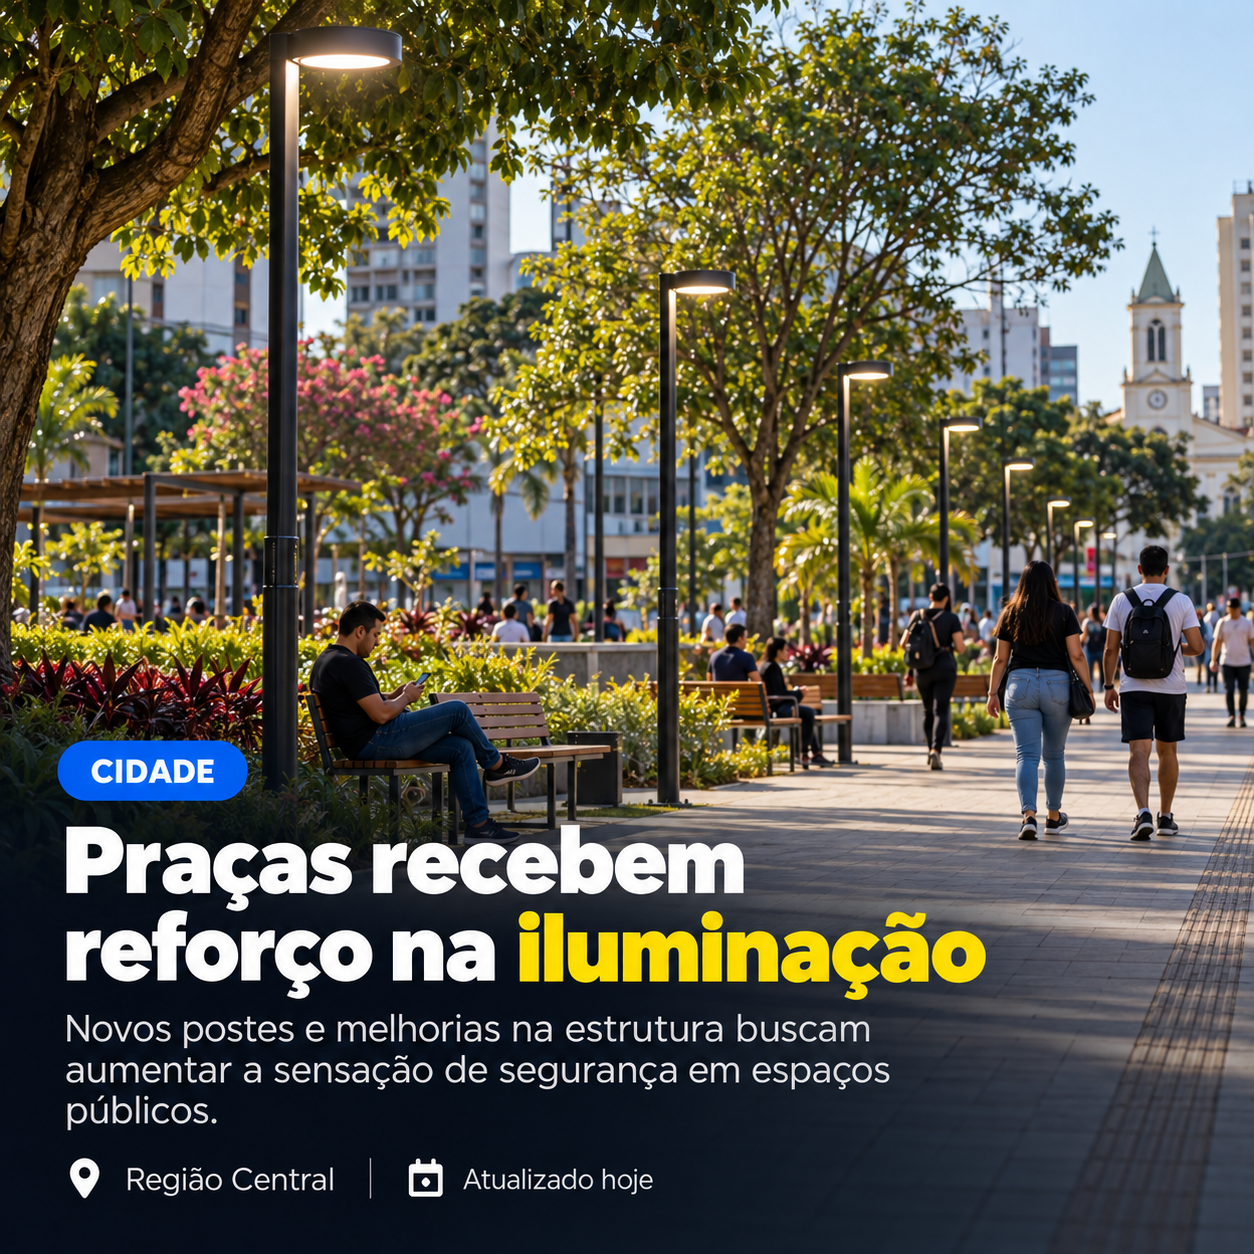 CIDADE
Praças recebem
reforço na iluminação
Novos postes e melhorias na estrutura buscam
aumentar a sensação de segurança em espaços
públicos.
Região Central
Atualizado hoje